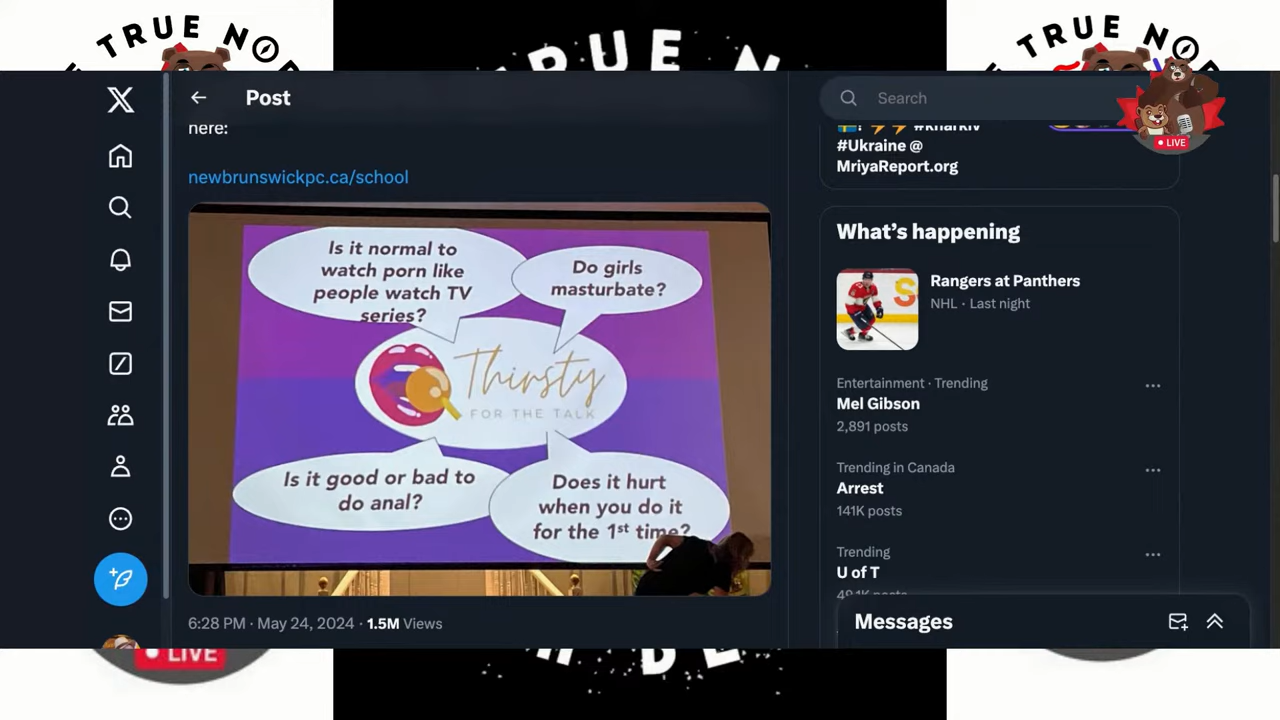 TRUE NO
TRUE N
TRUE NO
Post
Search
LIVE
here:
newbrunswickpc.ca/school
#Ukraine @
MriyaReport.org
Is it normal to
watch porn like
people watch TV
series?
Do girls
masturbate?
Thirsty
FOR THE TALK
Is it good or bad to
do anal?
Does it hurt
when you do it
for the 1st time?
6:28 PM · May 24, 2024 · 1.5M Views
What's happening
Rangers at Panthers
NHL · Last night
Entertainment · Trending
Mel Gibson
2,891 posts
Trending in Canada
Arrest
141K posts
Trending
U of T
Messages
LIVE